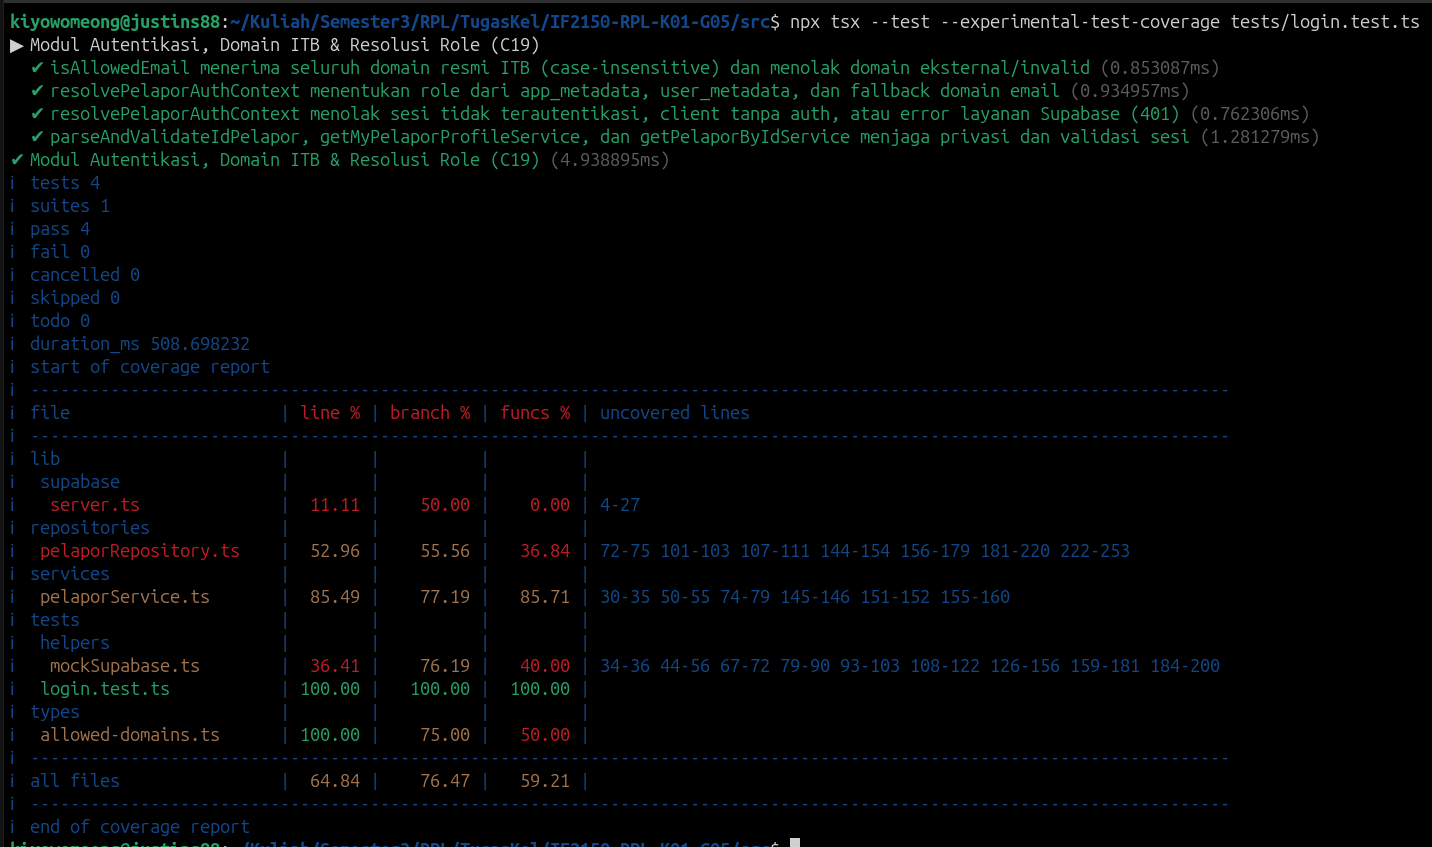 kiyowomeong@justins88:~/Kuliah/Semester3/RPL/TugasKel/IF2150-RPL-K01-G05/src$ npx tsx --test --experimental-test-coverage tests/login.test.ts
▶ Modul Autentikasi, Domain ITB & Resolusi Role (C19)
✔ isAllowedEmail menerima seluruh domain resmi ITB (case-insensitive) dan menolak domain eksternal/invalid (0.853087ms)
✔ resolvePelaporAuthContext menentukan role dari app_metadata, user_metadata, dan fallback domain email (0.934957ms)
✔ resolvePelaporAuthContext menolak sesi tidak terautentikasi, client tanpa auth, atau error layanan Supabase (401) (0.762306ms)
✔ parseAndValidateIdPelapor, getMyPelaporProfileService, dan getPelaporByIdService menjaga privasi dan validasi sesi (1.281279ms)
✔ Modul Autentikasi, Domain ITB & Resolusi Role (C19) (4.938895ms)
i tests 4
i suites 1
i pass 4
i fail 0
i cancelled 0
i skipped 0
i todo 0
i duration_ms 508.698232
i start of coverage report
i ------------------------------------------------------------------------------------------------------------------------
i file                     | line % | branch % | funcs % | uncovered lines
i ------------------------------------------------------------------------------------------------------------------------
i lib                      |        |          |         |
i  supabase                |        |          |         |
i   server.ts              |  11.11 |    50.00 |    0.00 | 4-27
i repositories             |        |          |         |
i  pelaporRepository.ts    |  52.96 |    55.56 |   36.84 | 72-75 101-103 107-111 144-154 156-179 181-220 222-253
i services                 |        |          |         |
i  pelaporService.ts       |  85.49 |    77.19 |   85.71 | 30-35 50-55 74-79 145-146 151-152 155-160
i tests                    |        |          |         |
i  helpers                 |        |          |         |
i   mockSupabase.ts        |  36.41 |    76.19 |   40.00 | 34-36 44-56 67-72 79-90 93-103 108-122 126-156 159-181 184-200
i  login.test.ts           | 100.00 |   100.00 |  100.00 |
i types                    |        |          |         |
i  allowed-domains.ts      | 100.00 |    75.00 |   50.00 |
i ------------------------------------------------------------------------------------------------------------------------
i all files                |  64.84 |    76.47 |   59.21 |
i ------------------------------------------------------------------------------------------------------------------------
i end of coverage report
kiyowomeong@justins88:~/Kuliah/Semester3/RPL/TugasKel/IF2150-RPL-K01-G05/src$